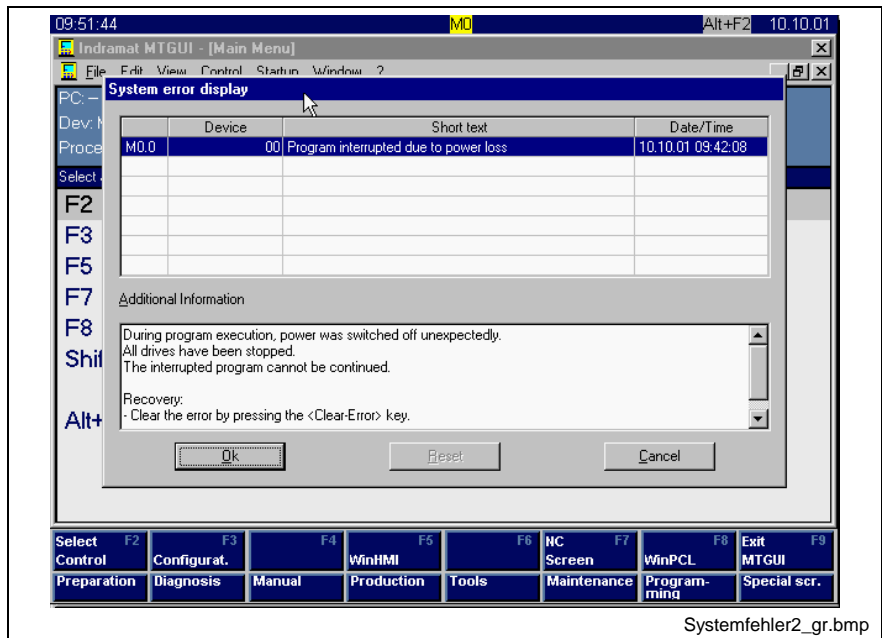 09:51:44 M0 Alt+F2 10.10.01
Indramat MTGUI - [Main Menu]
File Edit View Control Startup Window ?
System error display
PC: –
Dev: M
Proce
Select
Device Short text Date/Time
M0.0 00 Program interrupted due to power loss 10.10.01 09:42:08
F2
F3
F5
F7
F8
Shif
Alt+
Additional Information
During program execution, power was switched off unexpectedly.
All drives have been stopped.
The interrupted program cannot be continued.
Recovery:
- Clear the error by pressing the <Clear-Error> key.
Ok Reset Cancel
Select F2 F3 F4 F5 F6 NC F7 F8 Exit F9
Control Configurat. WinHMI Screen WinPCL MTGUI
Preparation Diagnosis Manual Production Tools Maintenance Program- Special scr.
ming
Systemfehler2_gr.bmp